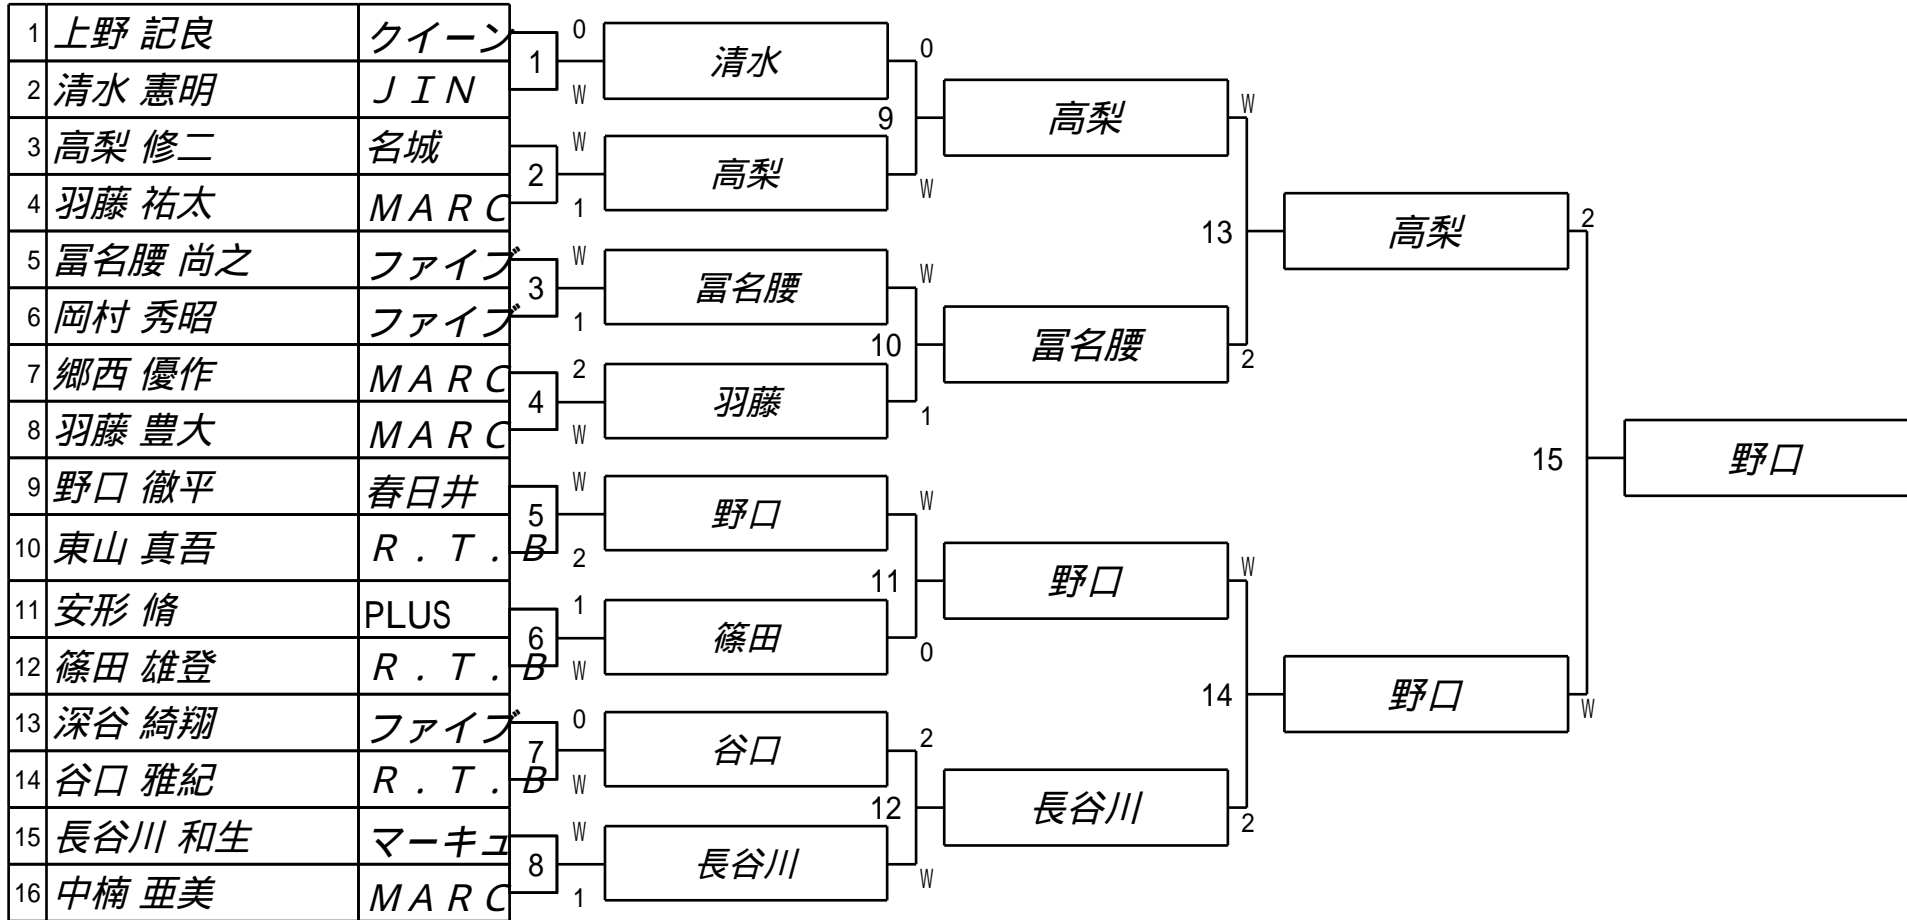 1 上野 記良 クイーン
2 清水 憲明 ＪＩＮ
3 高梨 修二 名城
4 羽藤 祐太 ＭＡＲＣ
5 冨名腰 尚之 ファイブ
6 岡村 秀昭 ファイブ
7 郷西 優作 ＭＡＲＣ
8 羽藤 豊大 ＭＡＲＣ
9 野口 徹平 春日井
10 東山 真吾 Ｒ．Ｔ．Ｂ
11 安形 脩 PLUS
12 篠田 雄登 Ｒ．Ｔ．Ｂ
13 深谷 綺翔 ファイブ
14 谷口 雅紀 Ｒ．Ｔ．Ｂ
15 長谷川 和生 マーキュ
16 中楠 亜美 ＭＡＲＣ
1 0 W
2 W 1
3 W 1
4 2 W
5 W 2
6 1 W
7 0 W
8 W 1
清水 0
9
高梨 W
冨名腰 W
10
羽藤 1
野口 W
11
篠田 0
谷口 2
12
長谷川 W
高梨 W
13
冨名腰 2
野口 W
14
長谷川 2
高梨 2
15
野口 W
野口